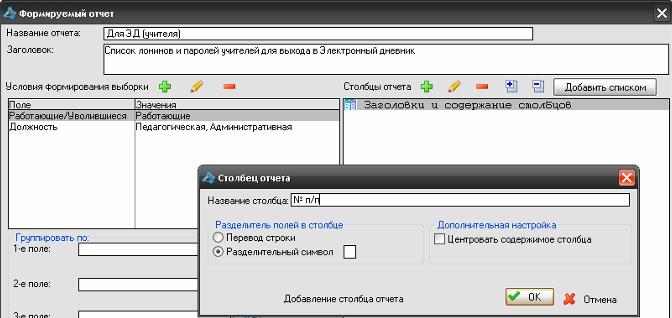 Формируемый отчет
Название отчета: Для ЭД (учителя)
Заголовок: Список лонинов и паролей учителей для выхода в Электронный дневник
Условия формирования выборки
Столбцы отчета Добавить списком
Поле Значения
Работающие/Уволившиеся Работающие
Должность Педагогическая, Административная
Заголовки и содержание столбцов
Столбец отчета
Название столбца: № п/п
Разделитель полей в столбце
Перевод строки
Разделительный символ
Дополнительная настройка
Центровать содержимое столбца
Добавление столбца отчета OK Отмена
Группировать по:
1-е поле:
2-е поле:
3-е поле: